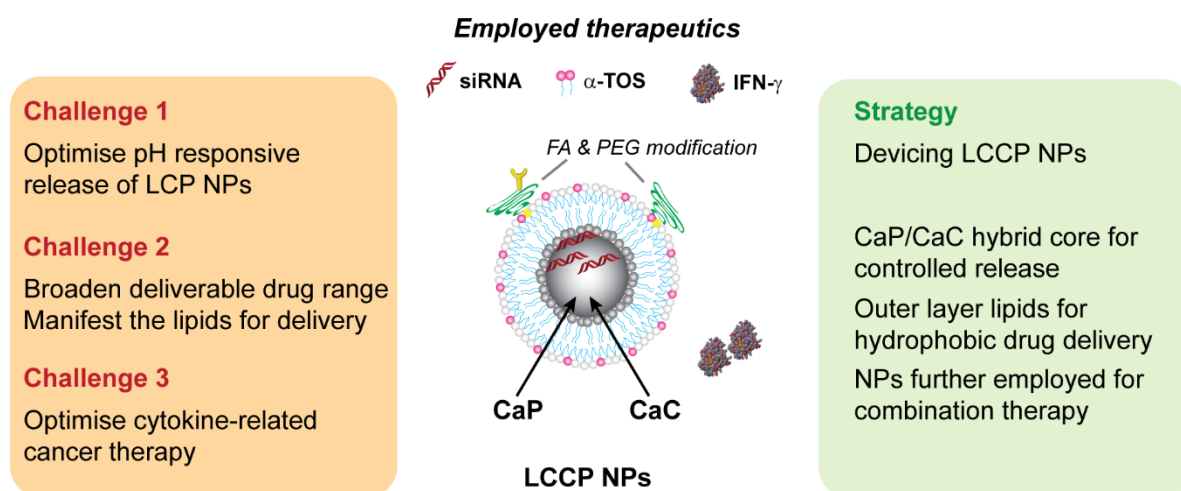 Employed therapeutics
siRNA
α-TOS
IFN-γ
Challenge 1
Optimise pH responsive
release of LCP NPs
Challenge 2
Broaden deliverable drug range
Manifest the lipids for delivery
Challenge 3
Optimise cytokine-related
cancer therapy
FA & PEG modification
CaP
CaC
LCCP NPs
Strategy
Devicing LCCP NPs
CaP/CaC hybrid core for
controlled release
Outer layer lipids for
hydrophobic drug delivery
NPs further employed for
combination therapy